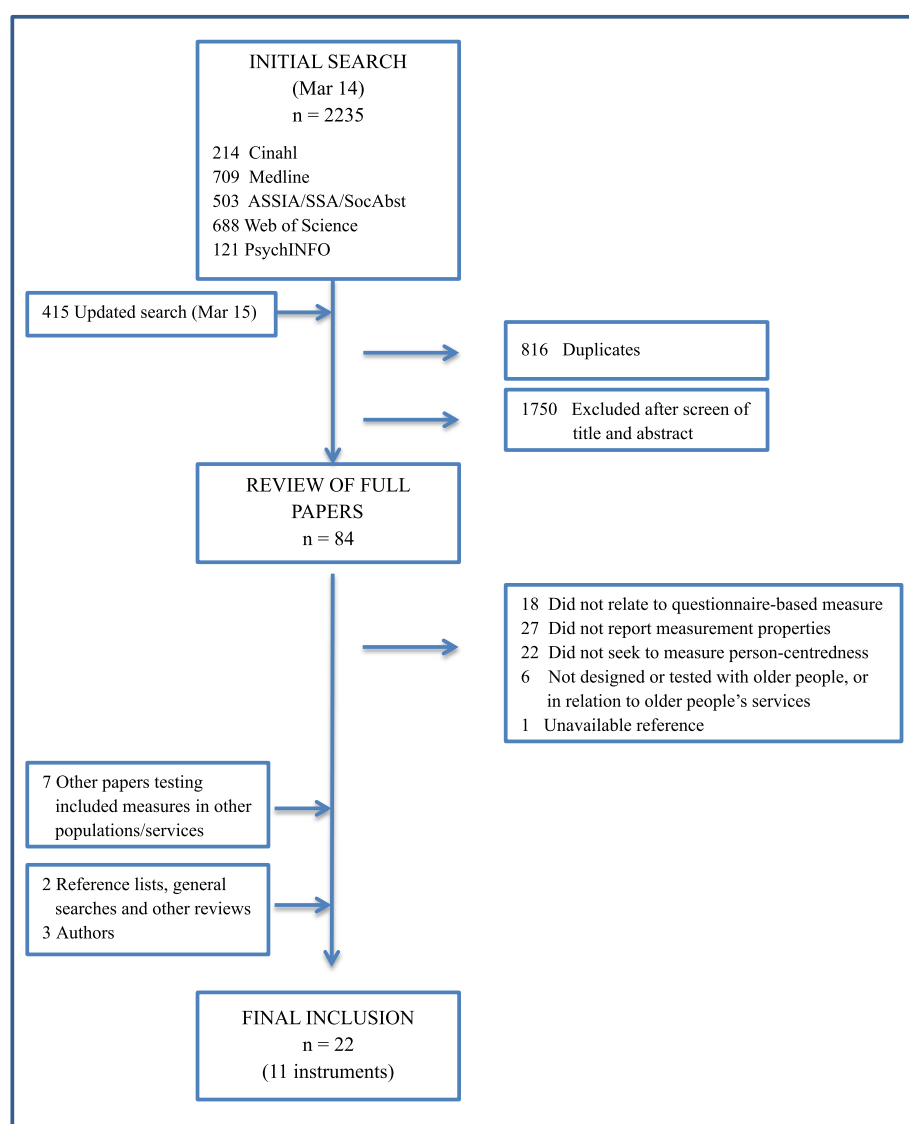 INITIAL SEARCH
(Mar 14)
n = 2235
214 Cinahl
709 Medline
503 ASSIA/SSA/SocAbst
688 Web of Science
121 PsychINFO
415 Updated search (Mar 15)
816 Duplicates
1750 Excluded after screen of
title and abstract
REVIEW OF FULL
PAPERS
n = 84
18 Did not relate to questionnaire-based measure
27 Did not report measurement properties
22 Did not seek to measure person-centredness
6 Not designed or tested with older people, or
in relation to older people’s services
1 Unavailable reference
7 Other papers testing
included measures in other
populations/services
2 Reference lists, general
searches and other reviews
3 Authors
FINAL INCLUSION
n = 22
(11 instruments)